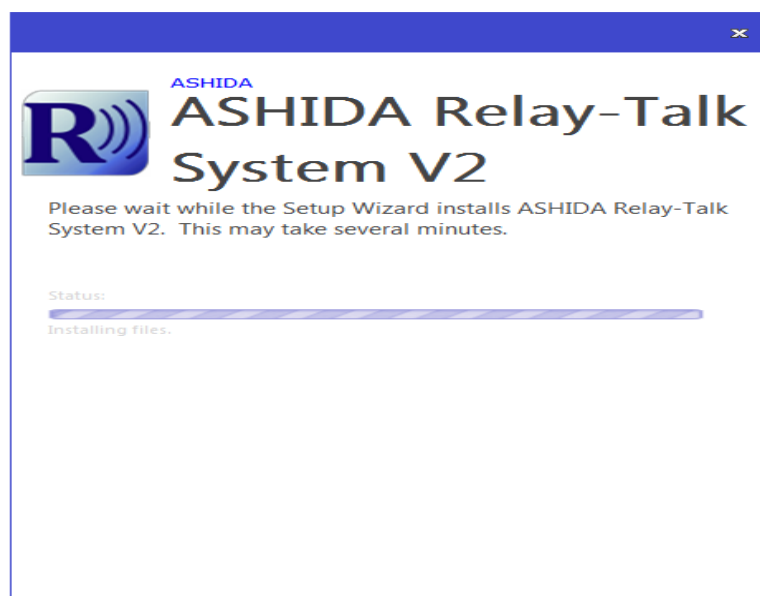 ASHIDA
R
ASHIDA Relay-Talk
System V2
Please wait while the Setup Wizard installs ASHIDA Relay-Talk
System V2.  This may take several minutes.
Status:
Installing files.